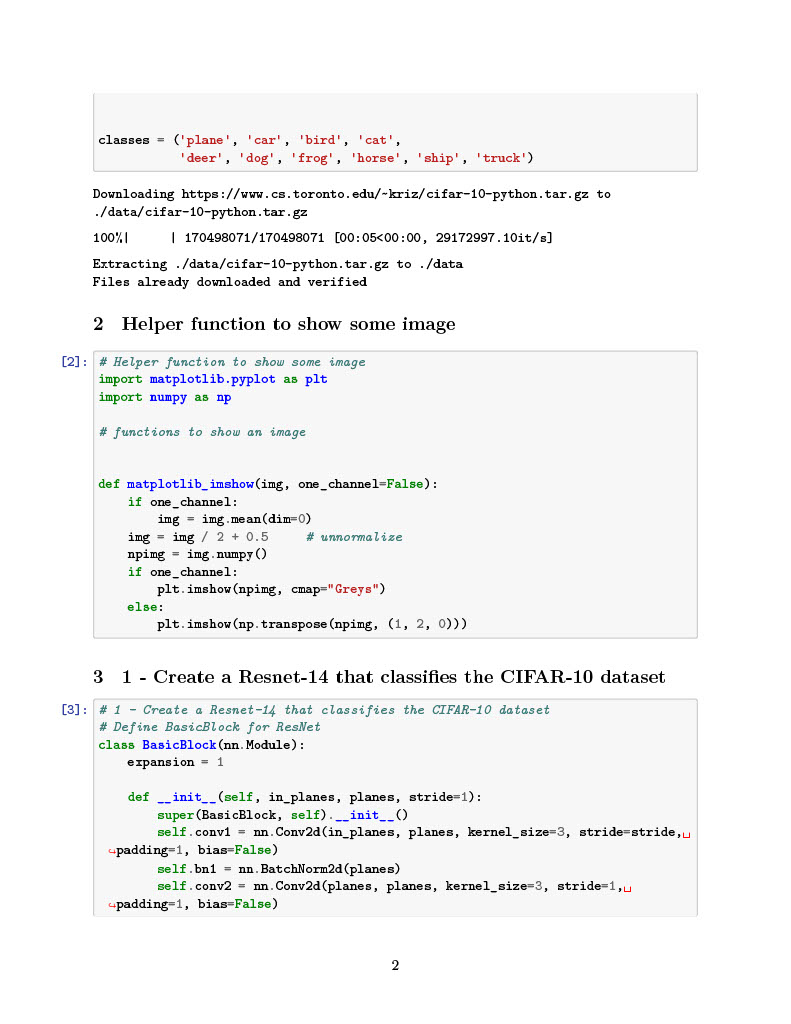 classes = ('plane', 'car', 'bird', 'cat',
           'deer', 'dog', 'frog', 'horse', 'ship', 'truck')
Downloading https://www.cs.toronto.edu/~kriz/cifar-10-python.tar.gz to
./data/cifar-10-python.tar.gz
100%|     | 170498071/170498071 [00:05<00:00, 29172997.10it/s]
Extracting ./data/cifar-10-python.tar.gz to ./data
Files already downloaded and verified
2 Helper function to show some image
[2]: # Helper function to show some image
import matplotlib.pyplot as plt
import numpy as np
# functions to show an image
def matplotlib_imshow(img, one_channel=False):
    if one_channel:
        img = img.mean(dim=0)
    img = img / 2 + 0.5     # unnormalize
    npimg = img.numpy()
    if one_channel:
        plt.imshow(npimg, cmap="Greys")
    else:
        plt.imshow(np.transpose(npimg, (1, 2, 0)))
3 1 - Create a Resnet-14 that classifies the CIFAR-10 dataset
[3]: # 1 - Create a Resnet-14 that classifies the CIFAR-10 dataset
# Define BasicBlock for ResNet
class BasicBlock(nn.Module):
    expansion = 1
    def __init__(self, in_planes, planes, stride=1):
        super(BasicBlock, self).__init__()
        self.conv1 = nn.Conv2d(in_planes, planes, kernel_size=3, stride=stride,␣
↪padding=1, bias=False)
        self.bn1 = nn.BatchNorm2d(planes)
        self.conv2 = nn.Conv2d(planes, planes, kernel_size=3, stride=1,␣
↪padding=1, bias=False)
2